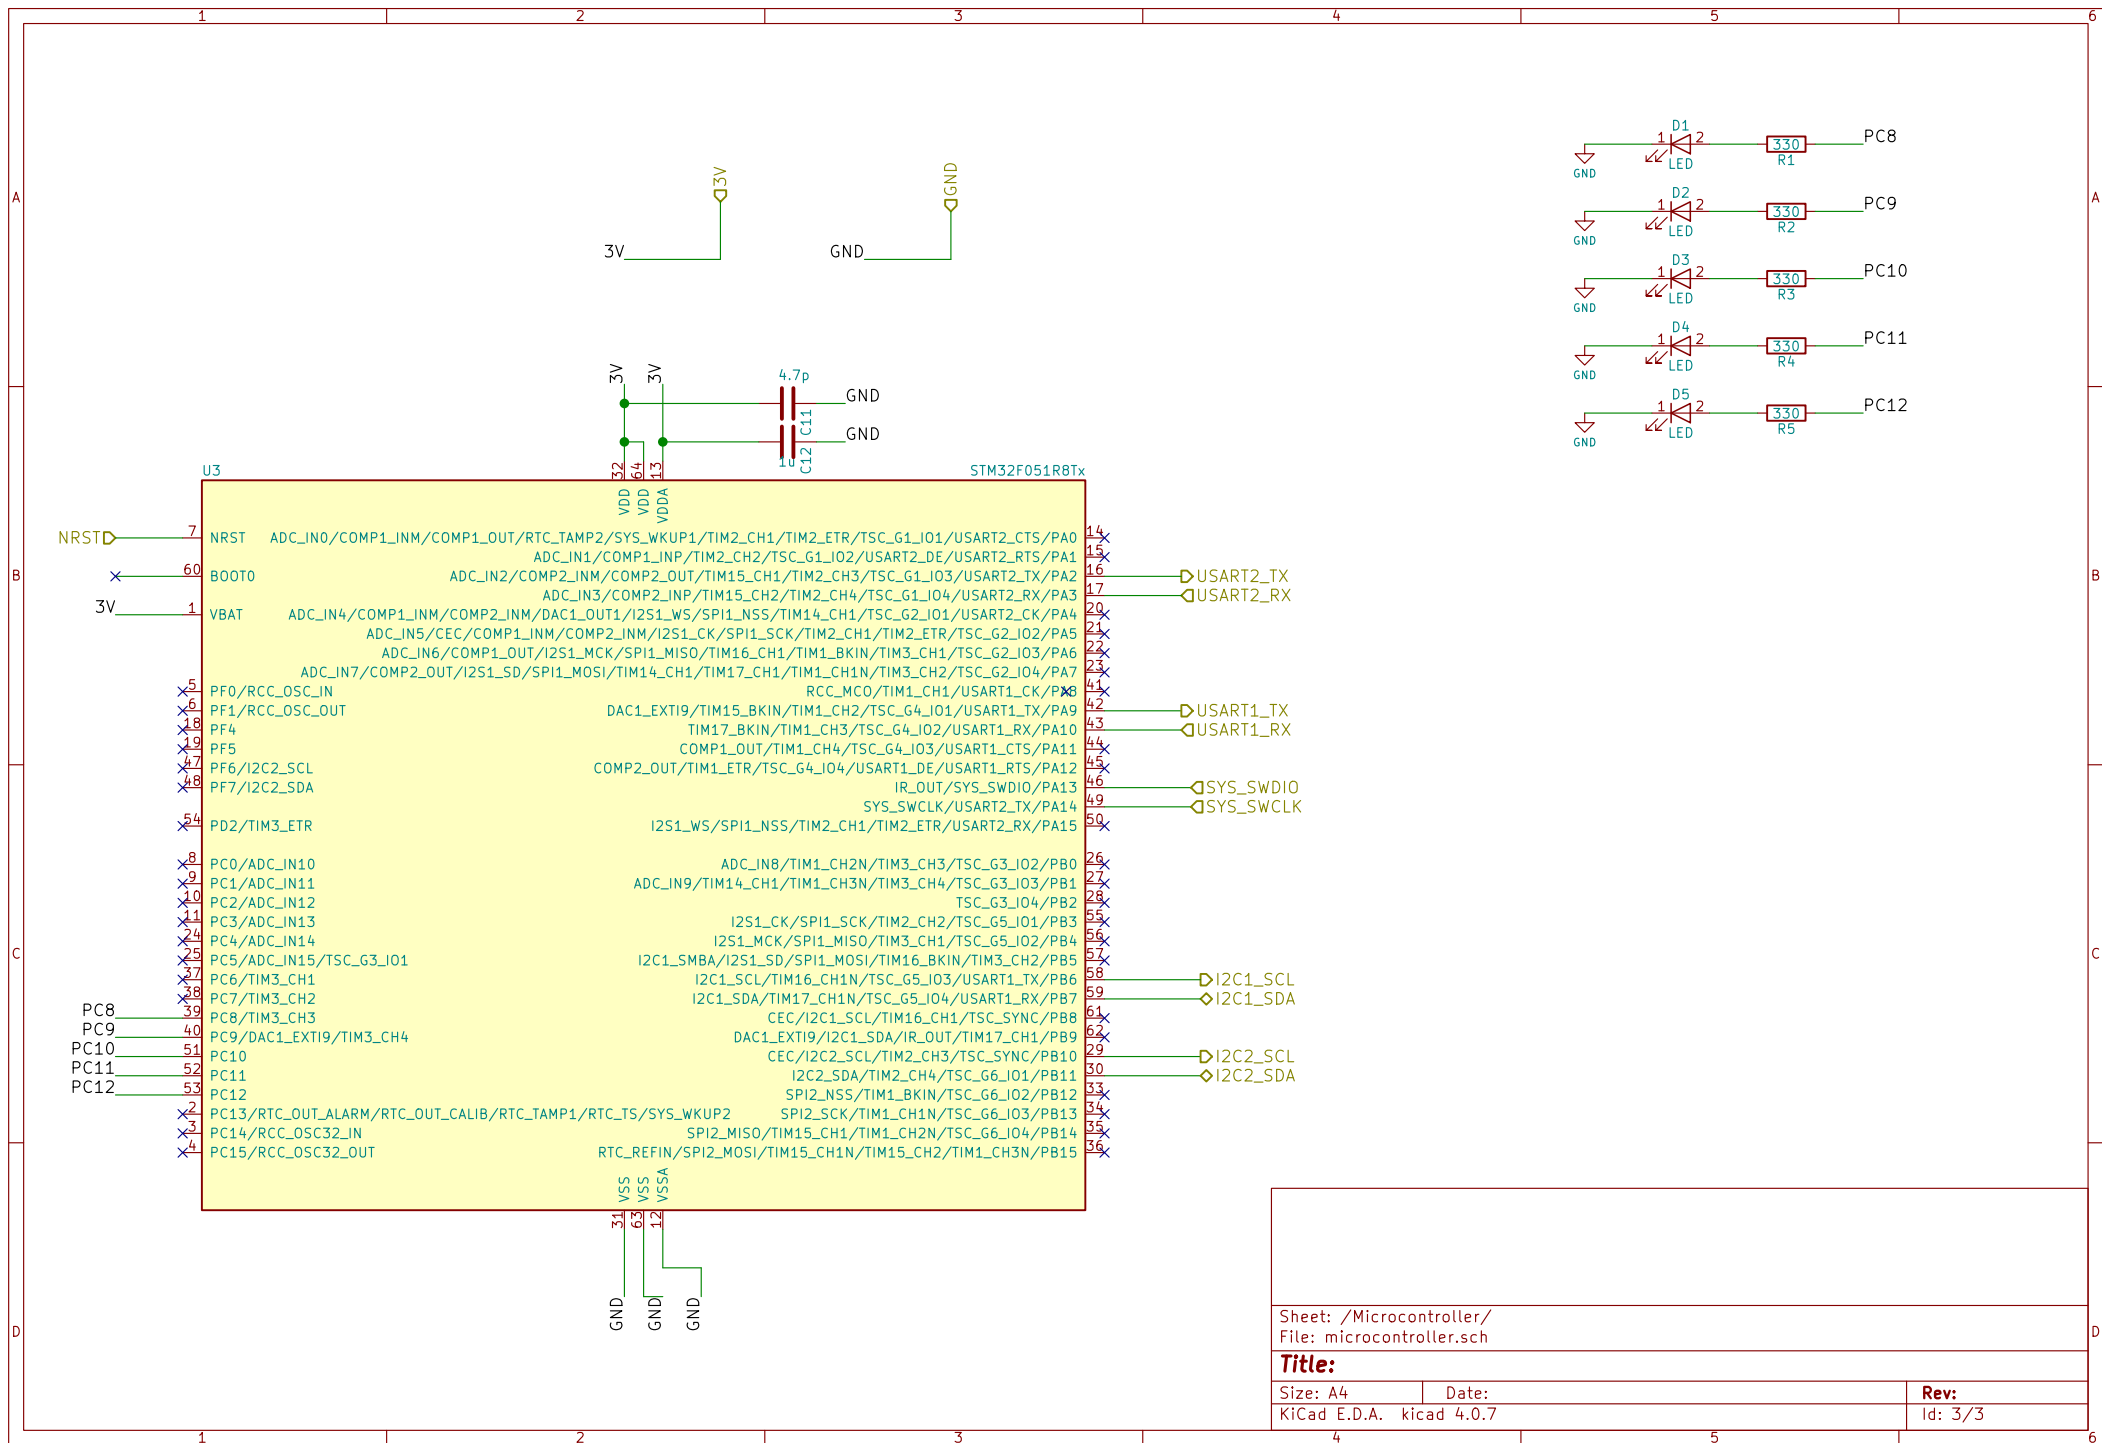 1 2 3 4 5 6
A A
B B
C C
D D
1 2 3 4 5 6
3V
GND
3V
GND
D1
1 2
LED
330
R1
PC8
GND
D2
1 2
LED
330
R2
PC9
GND
D3
1 2
LED
330
R3
PC10
GND
D4
1 2
LED
330
R4
PC11
GND
D5
1 2
LED
330
R5
PC12
GND
3V
3V
4.7p
C11
GND
1u
C12
GND
U3
STM32F051R8Tx
32 64 13
VDD VDD VDDA
NRST 7 NRST
60 BOOT0
3V 1 VBAT
5 PF0/RCC_OSC_IN
6 PF1/RCC_OSC_OUT
18 PF4
19 PF5
47 PF6/I2C2_SCL
48 PF7/I2C2_SDA
54 PD2/TIM3_ETR
8 PC0/ADC_IN10
9 PC1/ADC_IN11
10 PC2/ADC_IN12
11 PC3/ADC_IN13
24 PC4/ADC_IN14
25 PC5/ADC_IN15/TSC_G3_IO1
37 PC6/TIM3_CH1
38 PC7/TIM3_CH2
PC8 39 PC8/TIM3_CH3
PC9 40 PC9/DAC1_EXTI9/TIM3_CH4
PC10 51 PC10
PC11 52 PC11
PC12 53 PC12
2 PC13/RTC_OUT_ALARM/RTC_OUT_CALIB/RTC_TAMP1/RTC_TS/SYS_WKUP2
3 PC14/RCC_OSC32_IN
4 PC15/RCC_OSC32_OUT
ADC_IN0/COMP1_INM/COMP1_OUT/RTC_TAMP2/SYS_WKUP1/TIM2_CH1/TIM2_ETR/TSC_G1_IO1/USART2_CTS/PA0 14
ADC_IN1/COMP1_INP/TIM2_CH2/TSC_G1_IO2/USART2_DE/USART2_RTS/PA1 15
ADC_IN2/COMP2_INM/COMP2_OUT/TIM15_CH1/TIM2_CH3/TSC_G1_IO3/USART2_TX/PA2 16 USART2_TX
ADC_IN3/COMP2_INP/TIM15_CH2/TIM2_CH4/TSC_G1_IO4/USART2_RX/PA3 17 USART2_RX
ADC_IN4/COMP1_INM/COMP2_INM/DAC1_OUT1/I2S1_WS/SPI1_NSS/TIM14_CH1/TSC_G2_IO1/USART2_CK/PA4 20
ADC_IN5/CEC/COMP1_INM/COMP2_INM/I2S1_CK/SPI1_SCK/TIM2_CH1/TIM2_ETR/TSC_G2_IO2/PA5 21
ADC_IN6/COMP1_OUT/I2S1_MCK/SPI1_MISO/TIM16_CH1/TIM1_BKIN/TIM3_CH1/TSC_G2_IO3/PA6 22
ADC_IN7/COMP2_OUT/I2S1_SD/SPI1_MOSI/TIM14_CH1/TIM17_CH1/TIM1_CH1N/TIM3_CH2/TSC_G2_IO4/PA7 23
RCC_MCO/TIM1_CH1/USART1_CK/PA8 41
DAC1_EXTI9/TIM15_BKIN/TIM1_CH2/TSC_G4_IO1/USART1_TX/PA9 42 USART1_TX
TIM17_BKIN/TIM1_CH3/TSC_G4_IO2/USART1_RX/PA10 43 USART1_RX
COMP1_OUT/TIM1_CH4/TSC_G4_IO3/USART1_CTS/PA11 44
COMP2_OUT/TIM1_ETR/TSC_G4_IO4/USART1_DE/USART1_RTS/PA12 45
IR_OUT/SYS_SWDIO/PA13 46 SYS_SWDIO
SYS_SWCLK/USART2_TX/PA14 49 SYS_SWCLK
I2S1_WS/SPI1_NSS/TIM2_CH1/TIM2_ETR/USART2_RX/PA15 50
ADC_IN8/TIM1_CH2N/TIM3_CH3/TSC_G3_IO2/PB0 26
ADC_IN9/TIM14_CH1/TIM1_CH3N/TIM3_CH4/TSC_G3_IO3/PB1 27
TSC_G3_IO4/PB2 28
I2S1_CK/SPI1_SCK/TIM2_CH2/TSC_G5_IO1/PB3 55
I2S1_MCK/SPI1_MISO/TIM3_CH1/TSC_G5_IO2/PB4 56
I2C1_SMBA/I2S1_SD/SPI1_MOSI/TIM16_BKIN/TIM3_CH2/PB5 57
I2C1_SCL/TIM16_CH1N/TSC_G5_IO3/USART1_TX/PB6 58 I2C1_SCL
I2C1_SDA/TIM17_CH1N/TSC_G5_IO4/USART1_RX/PB7 59 I2C1_SDA
CEC/I2C1_SCL/TIM16_CH1/TSC_SYNC/PB8 61
DAC1_EXTI9/I2C1_SDA/IR_OUT/TIM17_CH1/PB9 62
CEC/I2C2_SCL/TIM2_CH3/TSC_SYNC/PB10 29 I2C2_SCL
I2C2_SDA/TIM2_CH4/TSC_G6_IO1/PB11 30 I2C2_SDA
SPI2_NSS/TIM1_BKIN/TSC_G6_IO2/PB12 33
SPI2_SCK/TIM1_CH1N/TSC_G6_IO3/PB13 34
SPI2_MISO/TIM15_CH1/TIM1_CH2N/TSC_G6_IO4/PB14 35
RTC_REFIN/SPI2_MOSI/TIM15_CH1N/TIM15_CH2/TIM1_CH3N/PB15 36
VSS VSS VSSA
31 63 12
GND GND GND
Sheet: /Microcontroller/
File: microcontroller.sch
Title:
Size: A4 Date: Rev:
KiCad E.D.A. kicad 4.0.7 Id: 3/3